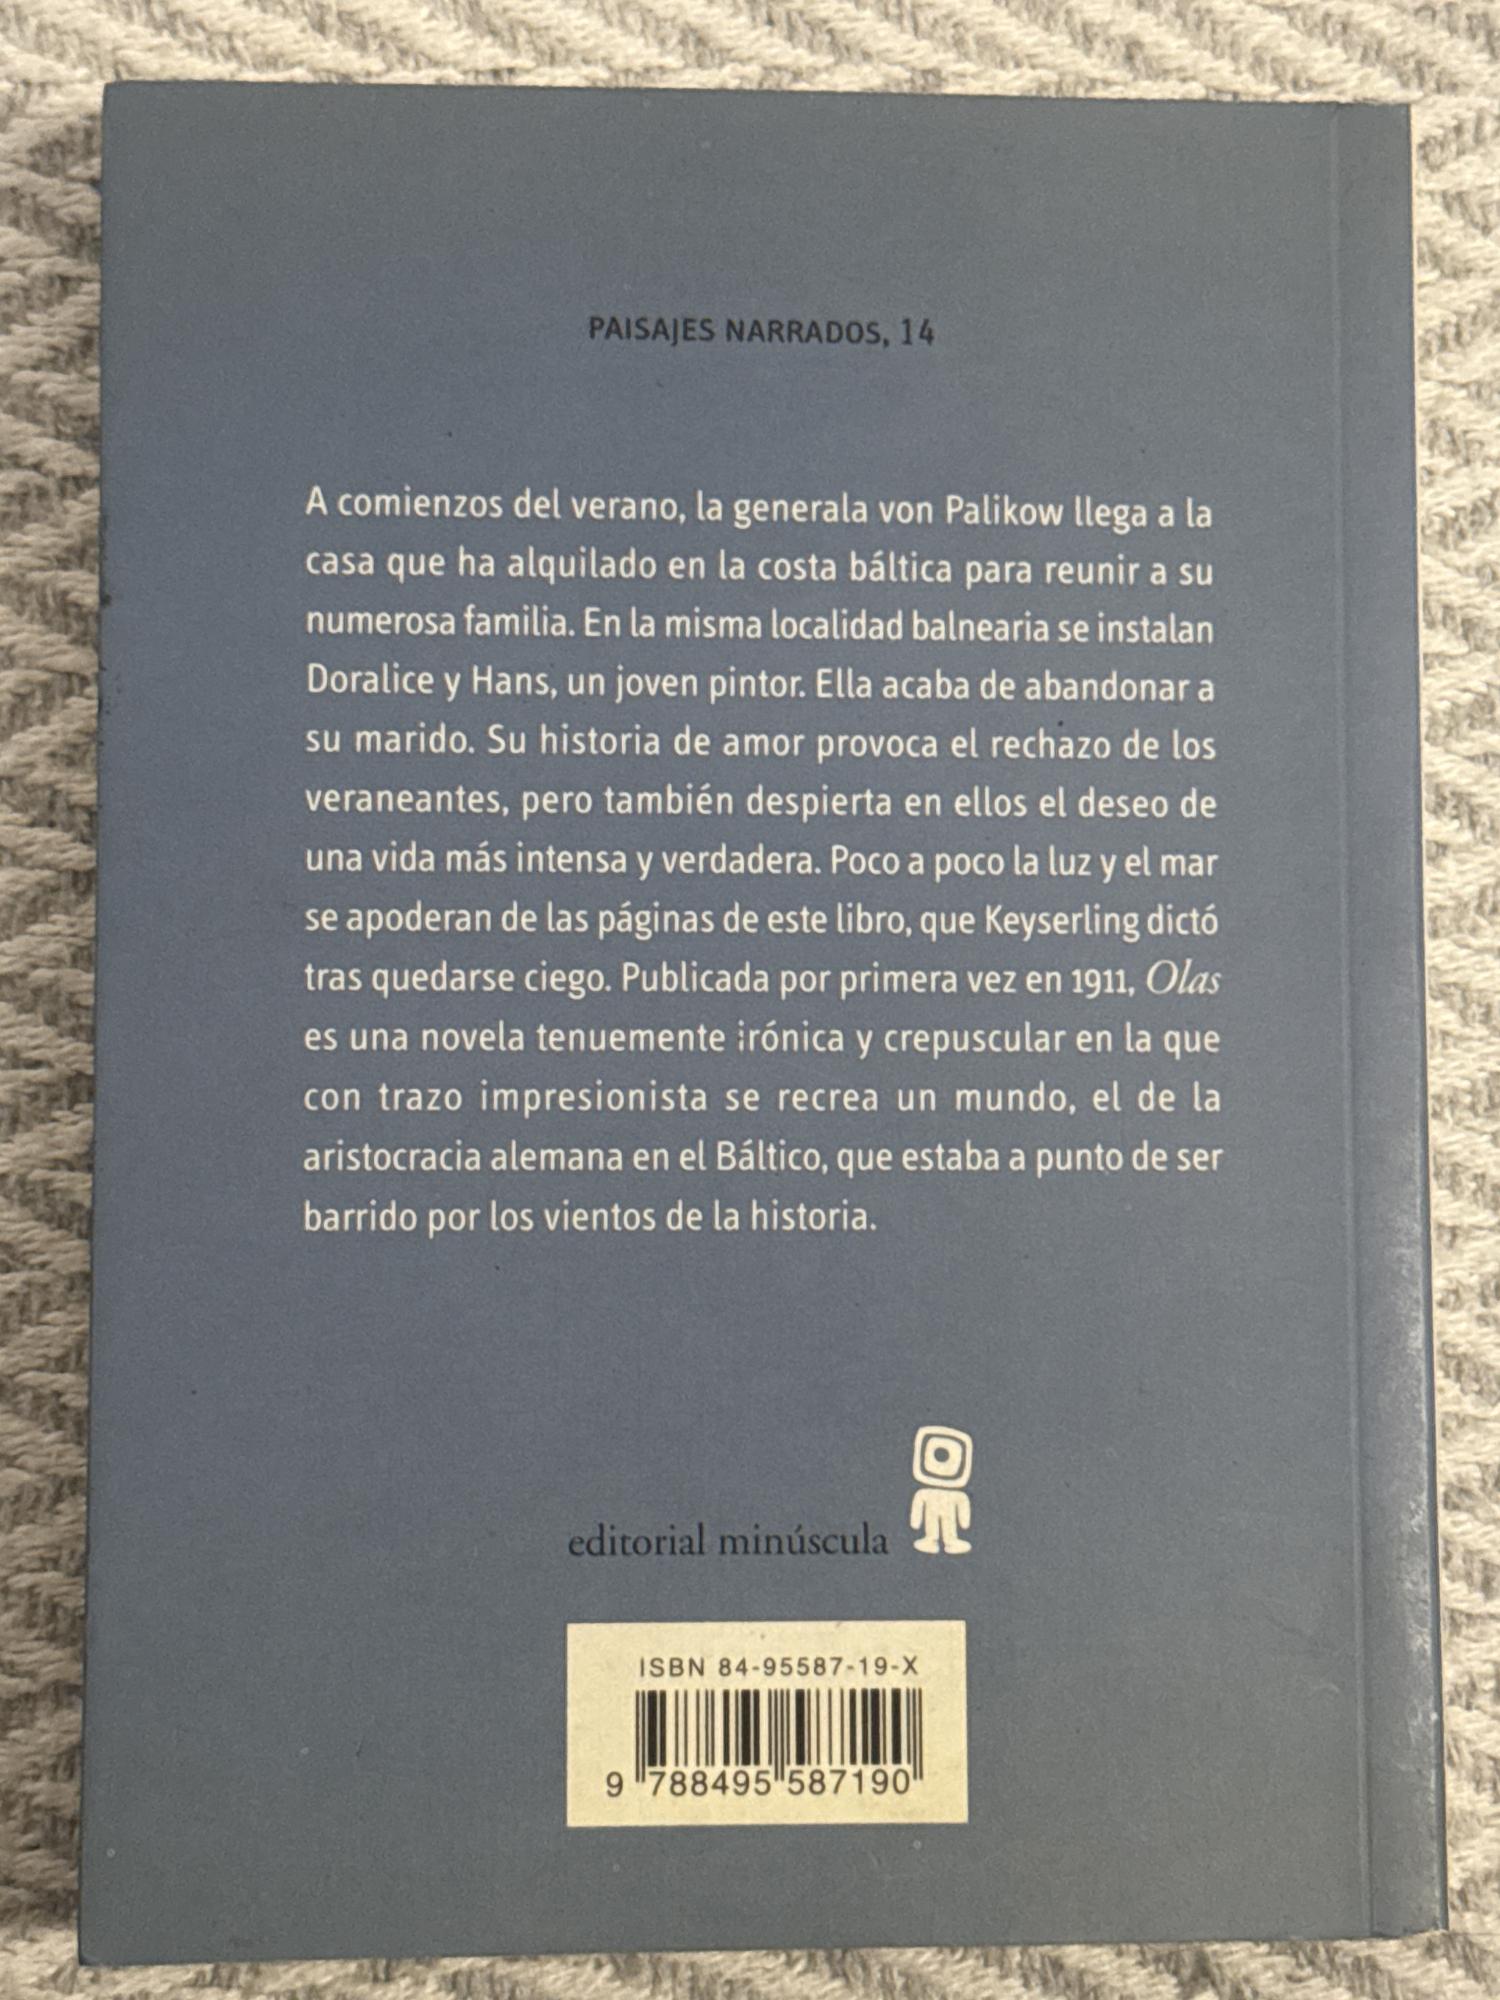 PAISAJES NARRADOS, 14
A comienzos del verano, la generala von Palikow llega a la
casa que ha alquilado en la costa báltica para reunir a su
numerosa familia. En la misma localidad balnearia se instalan
Doralice y Hans, un joven pintor. Ella acaba de abandonar a
su marido. Su historia de amor provoca el rechazo de los
veraneantes, pero también despierta en ellos el deseo de
una vida más intensa y verdadera. Poco a poco la luz y el mar
se apoderan de las páginas de este libro, que Keyserling dictó
tras quedarse ciego. Publicada por primera vez en 1911, Olas
es una novela tenuemente irónica y crepuscular en la que
con trazo impresionista se recrea un mundo, el de la
aristocracia alemana en el Báltico, que estaba a punto de ser
barrido por los vientos de la historia.
editorial minúscula
ISBN 84-95587-19-X
9 788495 587190